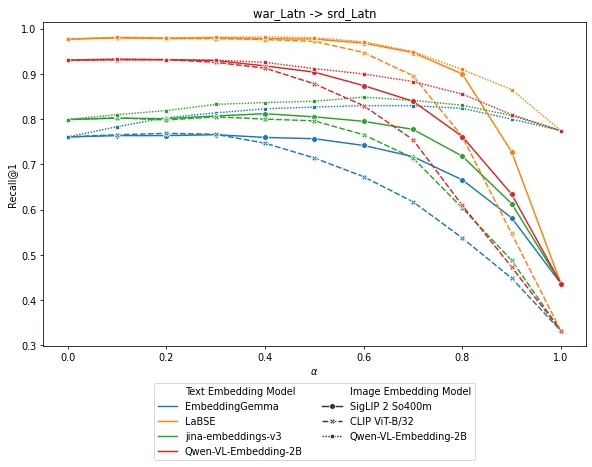 war_Latn -> srd_Latn
1.0
0.9
0.8
0.7
0.6
0.5
0.4
0.3
Recall@1
0.0 0.2 0.4 0.6 0.8 1.0
α
Text Embedding Model Image Embedding Model
EmbeddingGemma SigLIP 2 So400m
LaBSE CLIP ViT-B/32
jina-embeddings-v3 Qwen-VL-Embedding-2B
Qwen-VL-Embedding-2B